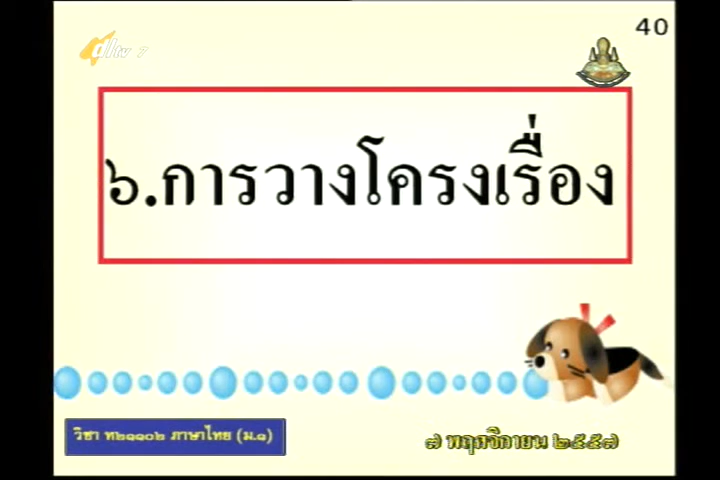 40
dltv 7
๖.การวางโครงเรื่อง
วิชา ท๒๑๑๐๒ ภาษาไทย (ม.๑)
๗ พฤศจิกายน ๒๕๕๗